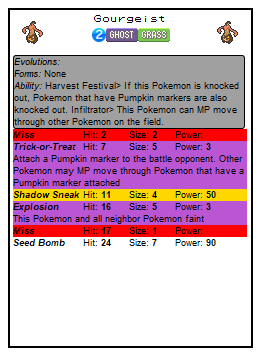 Gourgeist
2 GHOST GRASS
Evolutions:
Forms: None
Ability: Harvest Festival> If this Pokemon is knocked
out, Pokemon that have Pumpkin markers are also
knocked out. Infiltrator> This Pokemon can MP move
through other Pokemon on the field.
Miss Hit: 2 Size: 2 Power:
Trick-or-Treat Hit: 7 Size: 5 Power: 3
Attach a Pumpkin marker to the battle opponent. Other
Pokemon may MP move through Pokemon that have a
Pumpkin marker attached
Shadow Sneak Hit: 11 Size: 4 Power: 50
Explosion Hit: 16 Size: 5 Power: 3
This Pokemon and all neighbor Pokemon faint
Miss Hit: 17 Size: 1 Power:
Seed Bomb Hit: 24 Size: 7 Power: 90